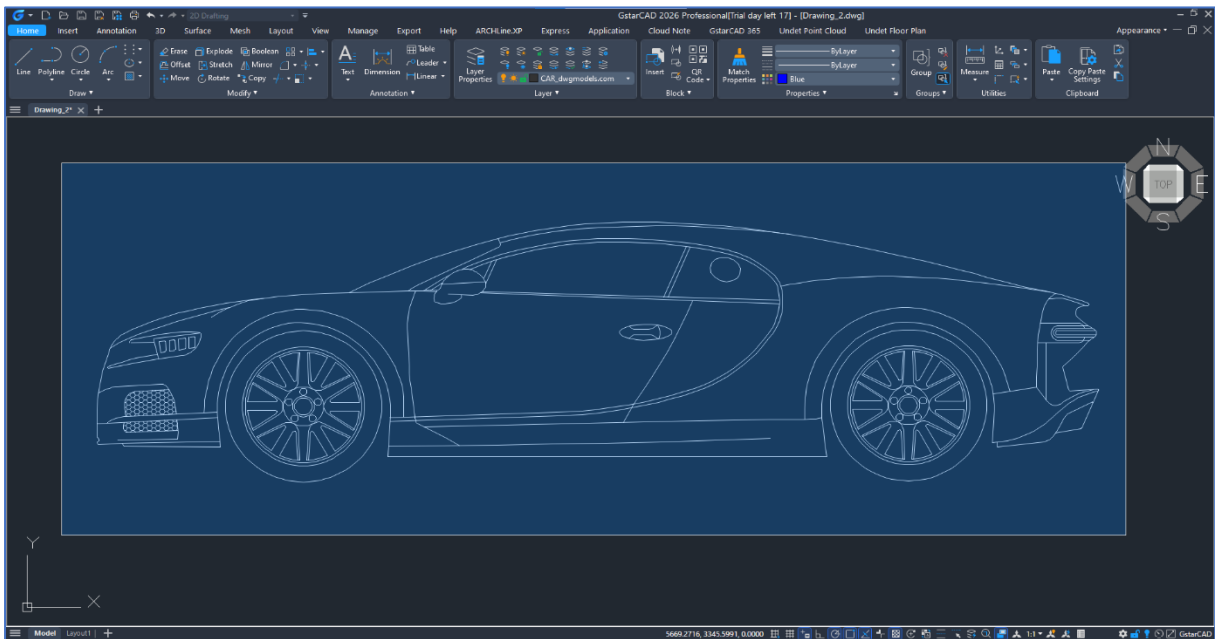 2D Drafting GstarCAD 2026 Professional[Trial day left 17] - [Drawing_2.dwg]
Home Insert Annotation 3D Surface Mesh Layout View Manage Export Help ARCHLine.XP Express Application Cloud Note GstarCAD 365 Undet Point Cloud Undet Floor Plan Appearance
Erase Explode Boolean Table ByLayer
Offset Stretch Mirror Leader ByLayer
Move Rotate Copy Linear CAR_dwgmodels.com Blue
Line Polyline Circle Arc Text Dimension Layer Properties Insert QR Code Match Properties Group Measure Paste Copy Paste Settings
Draw Modify Annotation Layer Block Properties Groups Utilities Clipboard
Drawing_2*
N
W TOP E
S
Y
X
Model Layout1 5669.2716, 3345.5991, 0.0000 1:1 GstarCAD